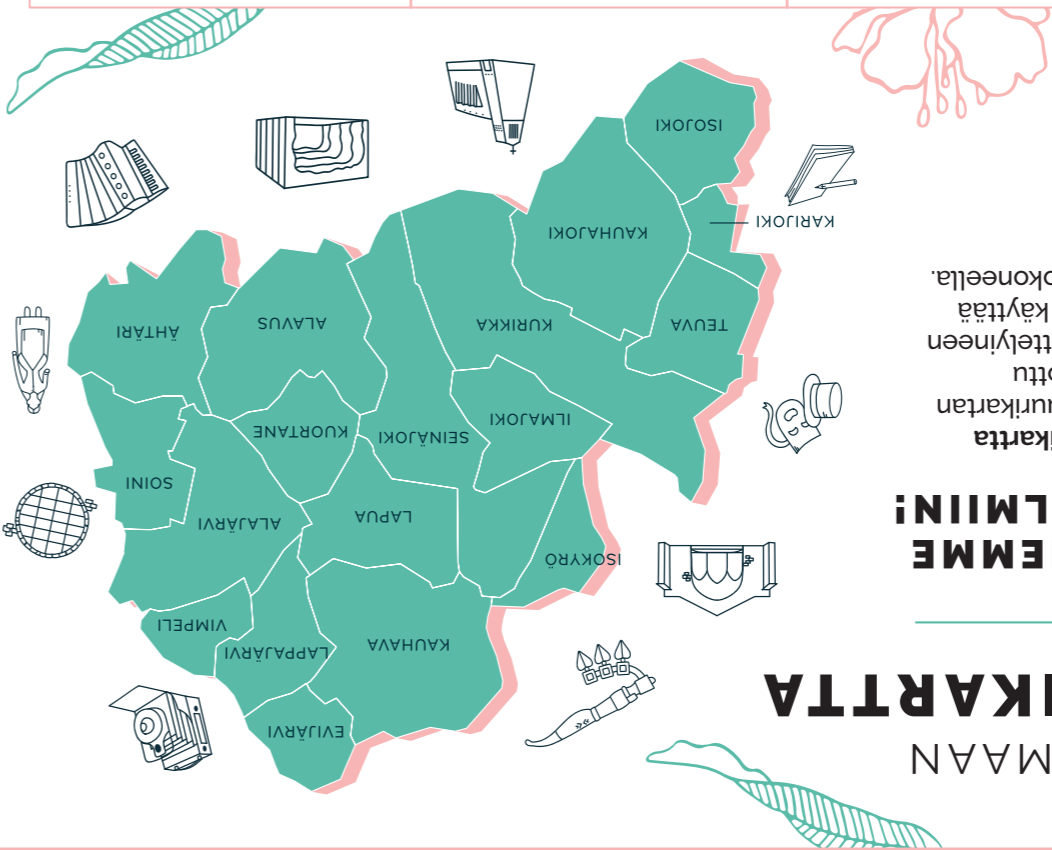 MAAN
IKARTTA
EMME
LMIIN!
ikartta
uurikartan
ottu
ttelyineen
käyttää
okoneella.
EVIJÄRVI
KAUHAVA
LAPPAJÄRVI
VIMPELI
ISOKYRÖ
LAPUA
ALAJÄRVI
SOINI
ILMAJOKI
SEINÄJOKI
KUORTANE
TEUVA
KURIKKA
ALAVUS
ÄHTÄRI
KARIJOKI
KAUHAJOKI
ISOJOKI